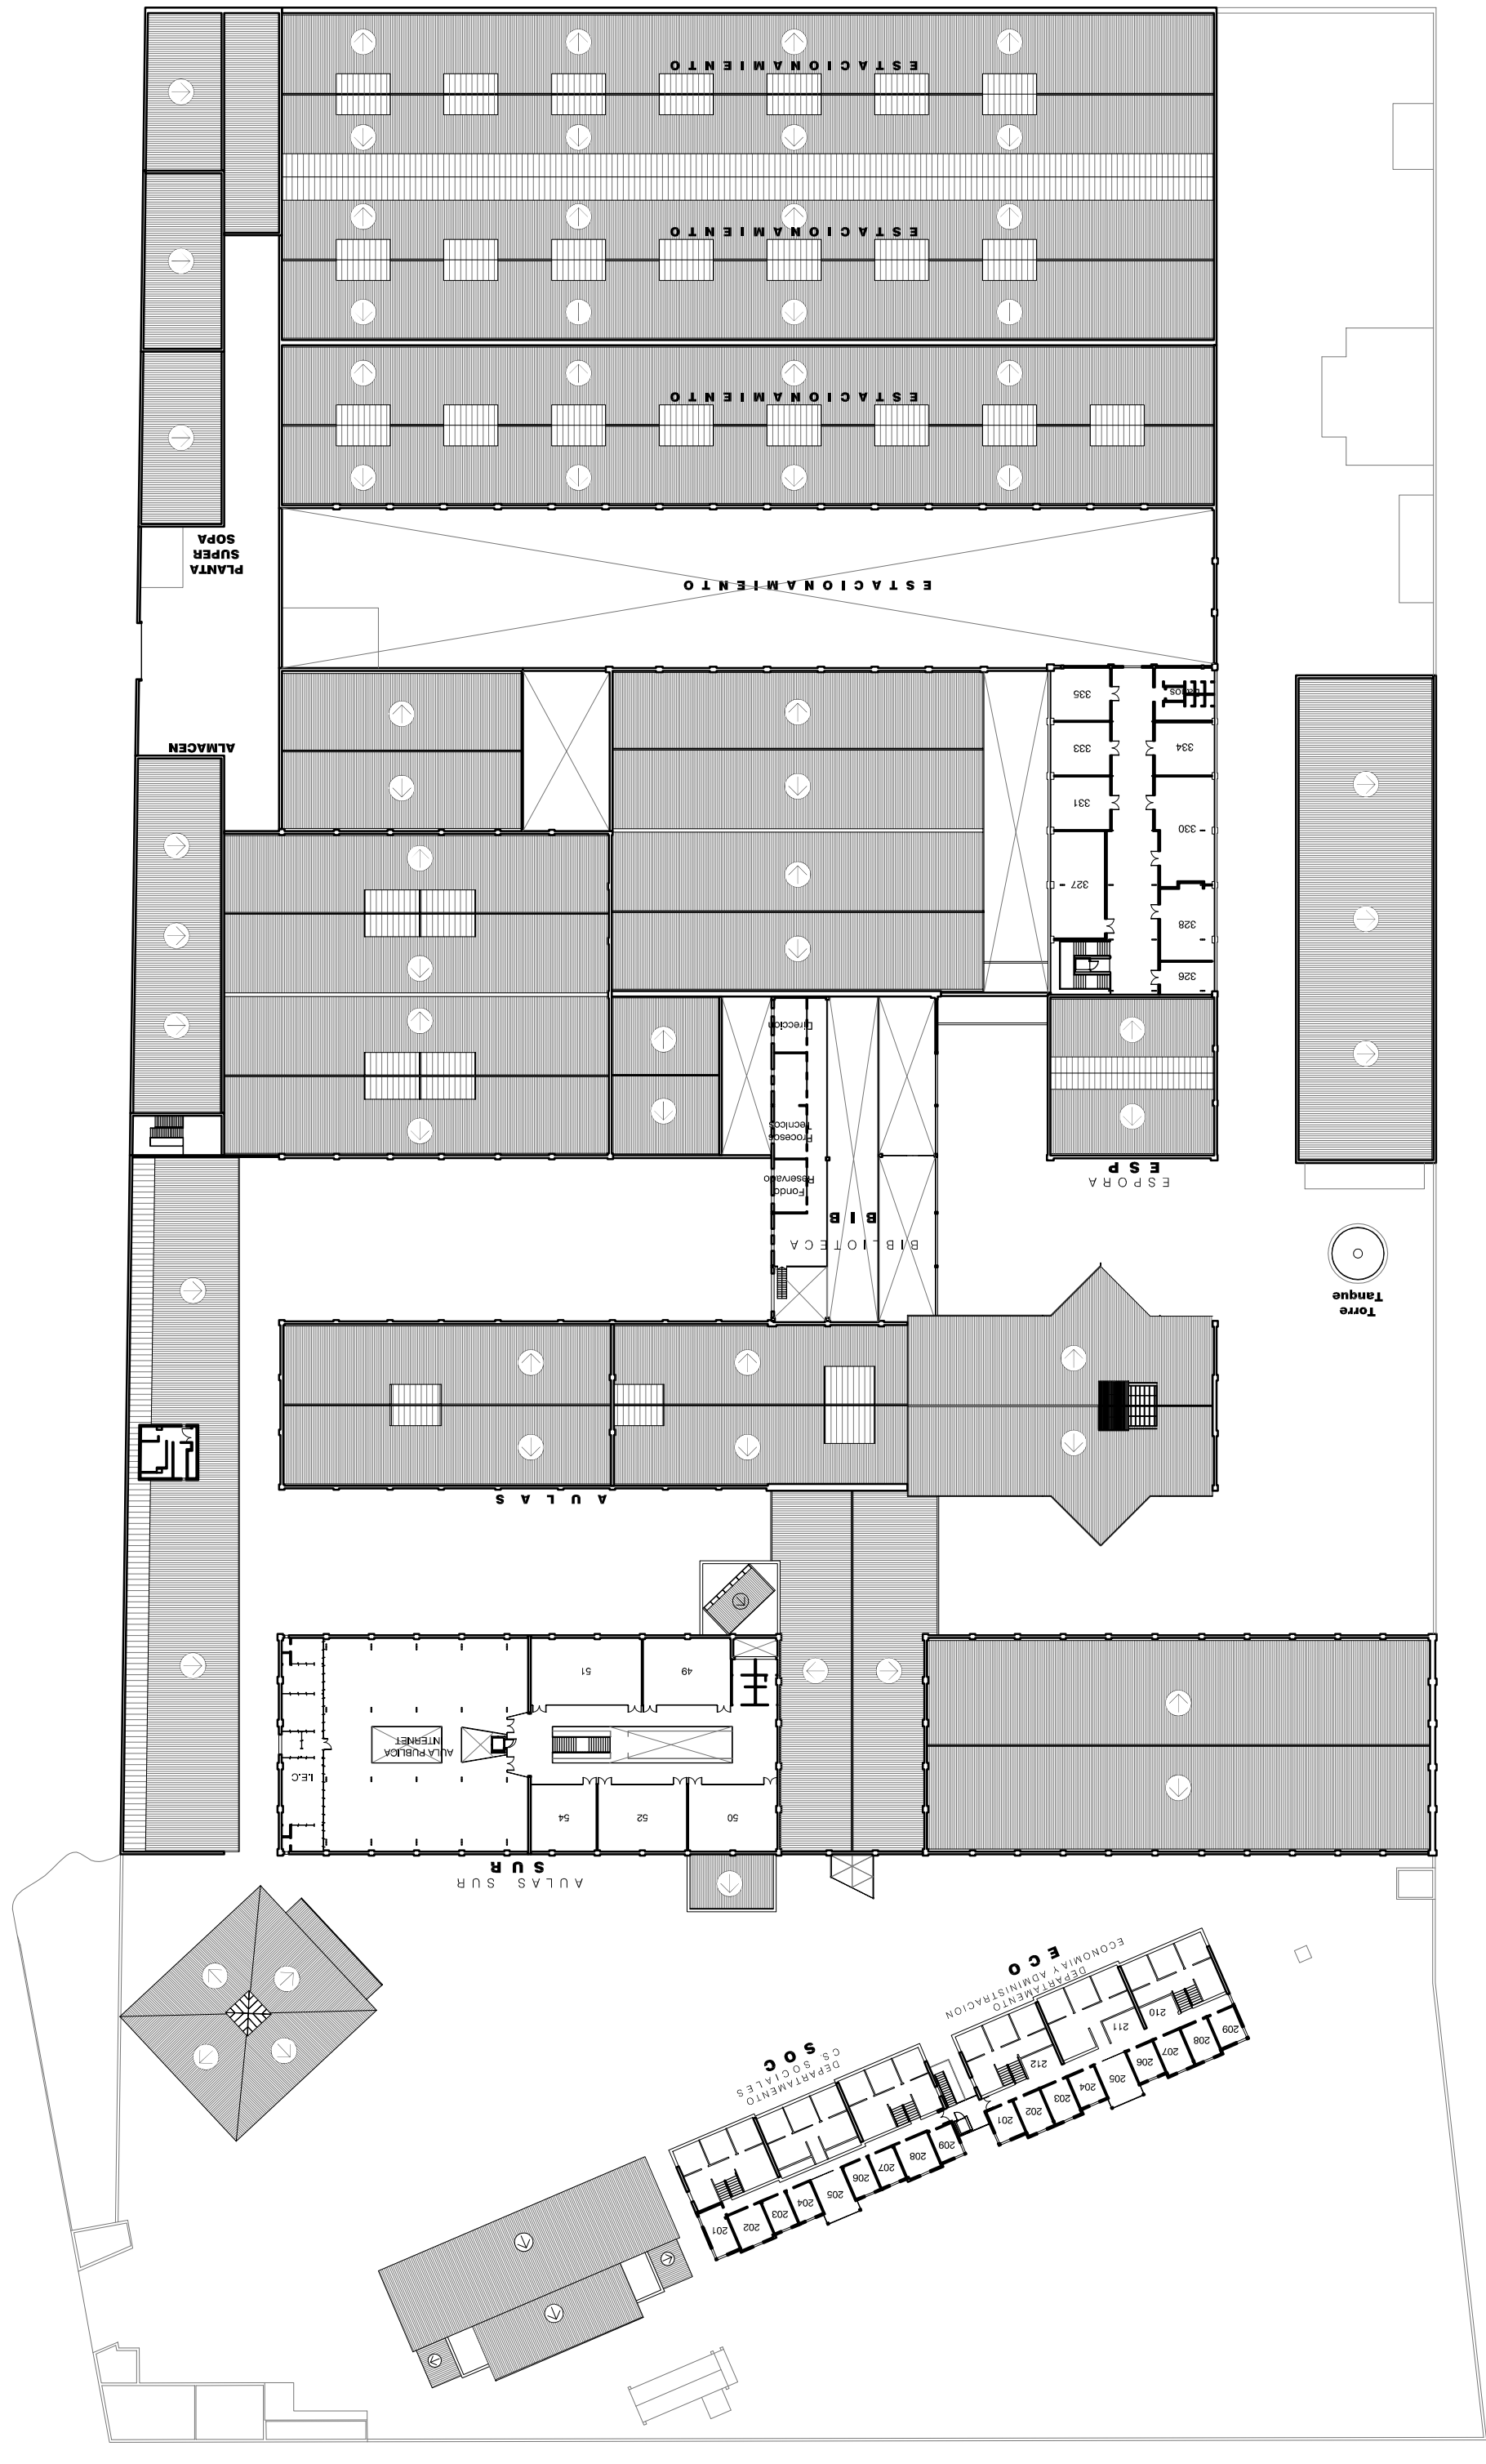 201
202
203
204
205
206
207
208
209
DEPARTAMENTO
CS. SOCIALES
SOC
201
202
203
204
205
206
207
208
209
210
211
212
DEPARTAMENTO
ECONOMIA Y ADMINISTRACION
ECO
AULAS SUR
SUR
50
52
54
I.E.C
AULA PUBLICA
INTERNET
49
51
AULAS
Torre
Tanque
BIBLIOTECA
BIB
Fondo
Reservado
Procesos
Tecnicos
Direccion
ESPORA
ESP
326
328
327
330
331
334
333
335
ALMACEN
ESTACIONAMIENTO
PLANTA
SUPER
SOPA
ESTACIONAMIENTO
ESTACIONAMIENTO
ESTACIONAMIENTO